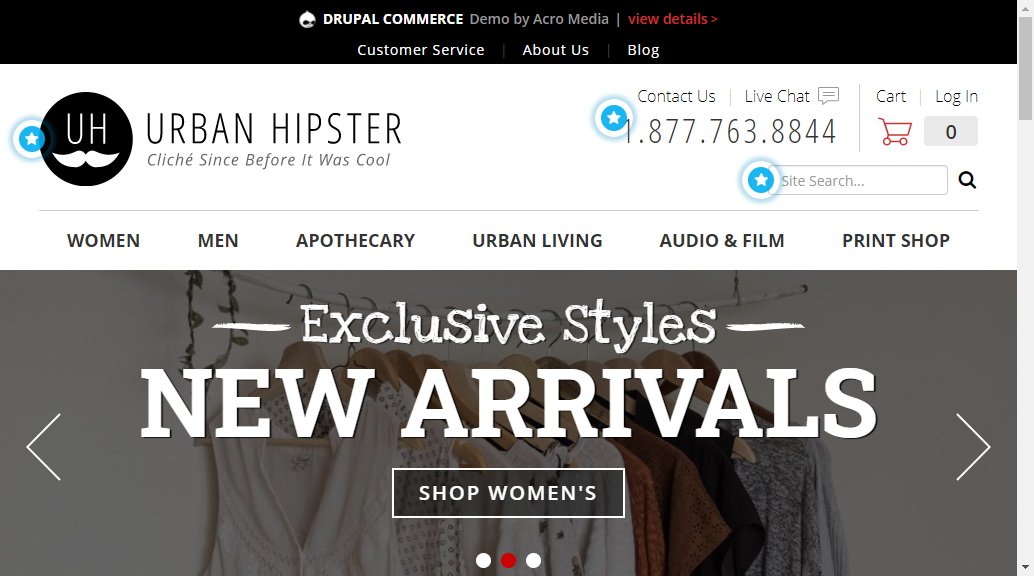 DRUPAL COMMERCE Demo by Acro Media | view details >
Customer Service | About Us | Blog
Contact Us | Live Chat
Cart | Log In
UH
URBAN HIPSTER
Cliché Since Before It Was Cool
1.877.763.8844
0
Site Search...
WOMEN MEN APOTHECARY URBAN LIVING AUDIO & FILM PRINT SHOP
Exclusive Styles
NEW ARRIVALS
SHOP WOMEN'S